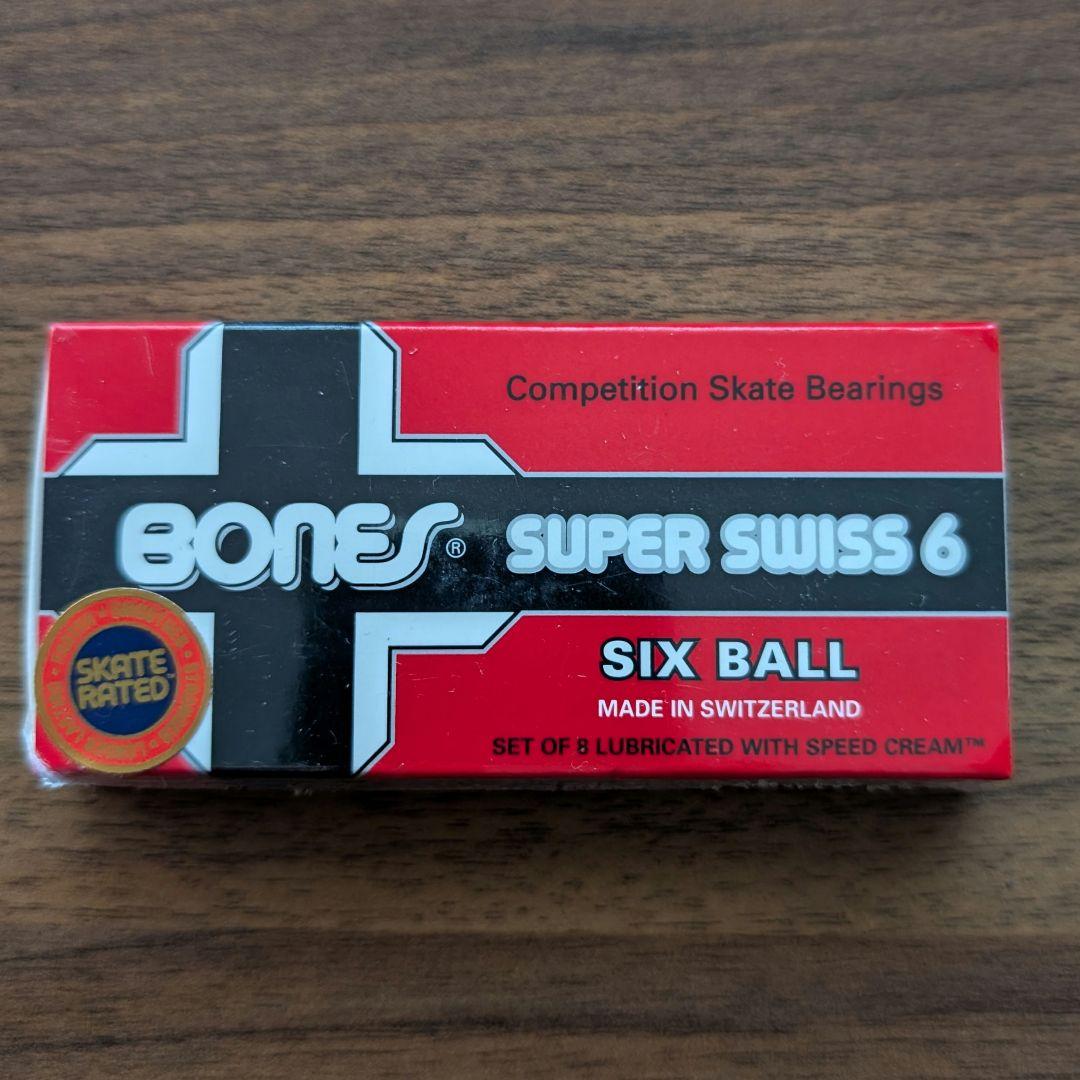 Competition Skate Bearings
BONES® SUPER SWISS 6
SKATE
RATED™
SIX BALL
MADE IN SWITZERLAND
SET OF 8 LUBRICATED WITH SPEED CREAM™